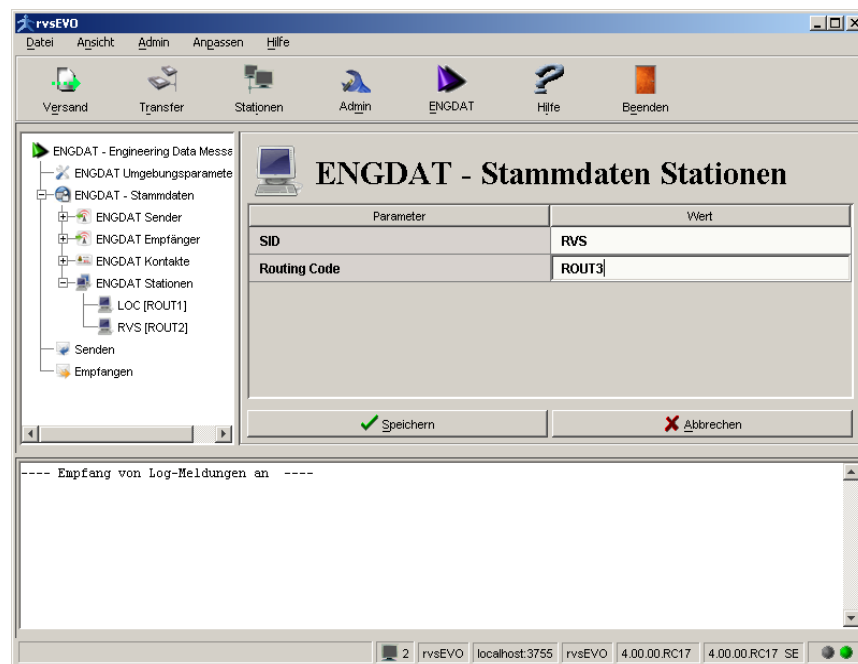 rvsEVO
Datei Ansicht Admin Anpassen Hilfe
Versand Transfer Stationen Admin ENGDAT Hilfe Beenden
ENGDAT - Engineering Data Messa
ENGDAT Umgebungsparamete
ENGDAT - Stammdaten
ENGDAT Sender
ENGDAT Empfänger
ENGDAT Kontakte
ENGDAT Stationen
LOC [ROUT1]
RVS [ROUT2]
Senden
Empfangen
ENGDAT - Stammdaten Stationen
Parameter Wert
SID RVS
Routing Code ROUT3
Speichern Abbrechen
---- Empfang von Log-Meldungen an ----
2 rvsEVO localhost:3755 rvsEVO 4.00.00.RC17 4.00.00.RC17 SE